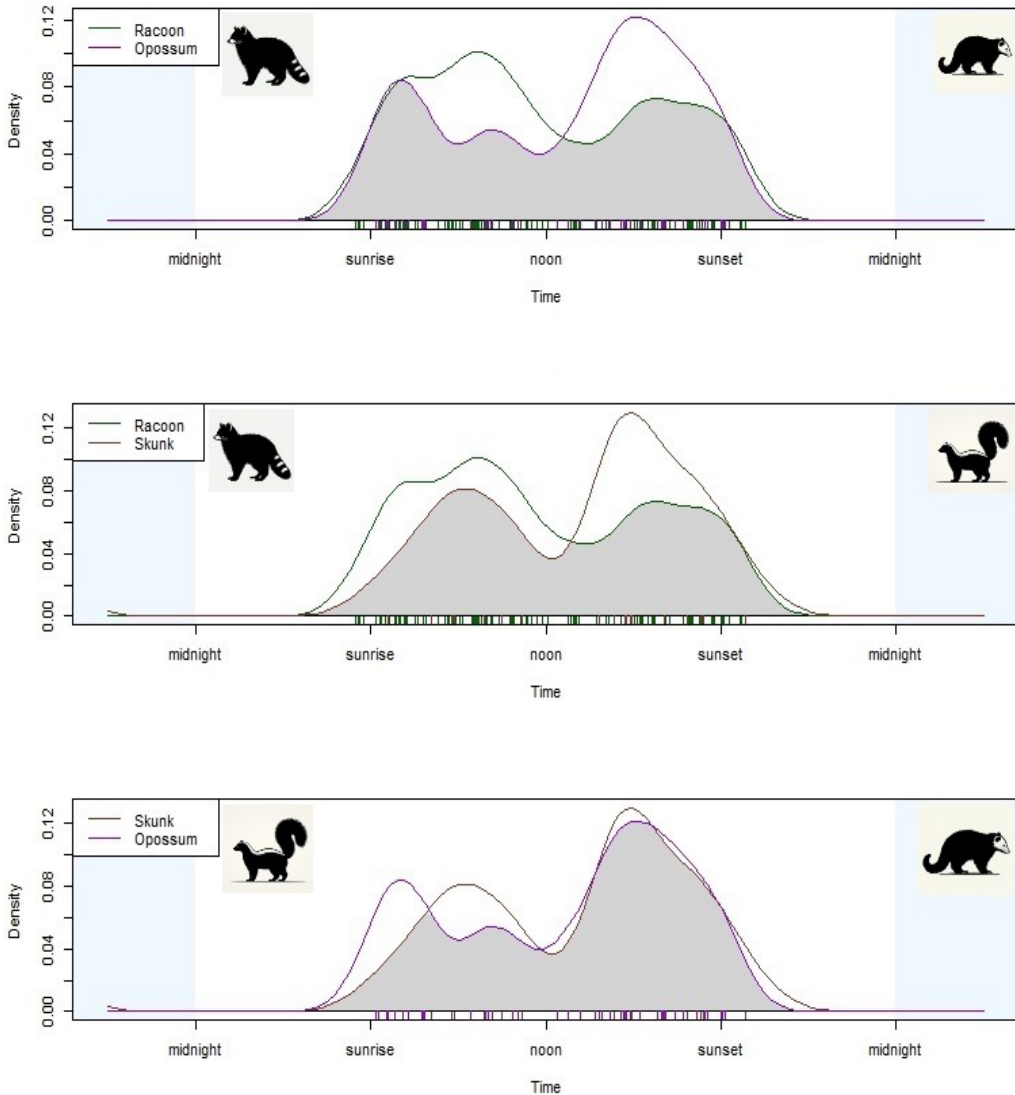 Racoon
Opossum
Density
0.00 0.04 0.08 0.12
midnight sunrise noon sunset midnight
Time
Racoon
Skunk
Density
0.00 0.04 0.08 0.12
midnight sunrise noon sunset midnight
Time
Skunk
Opossum
Density
0.00 0.04 0.08 0.12
midnight sunrise noon sunset midnight
Time